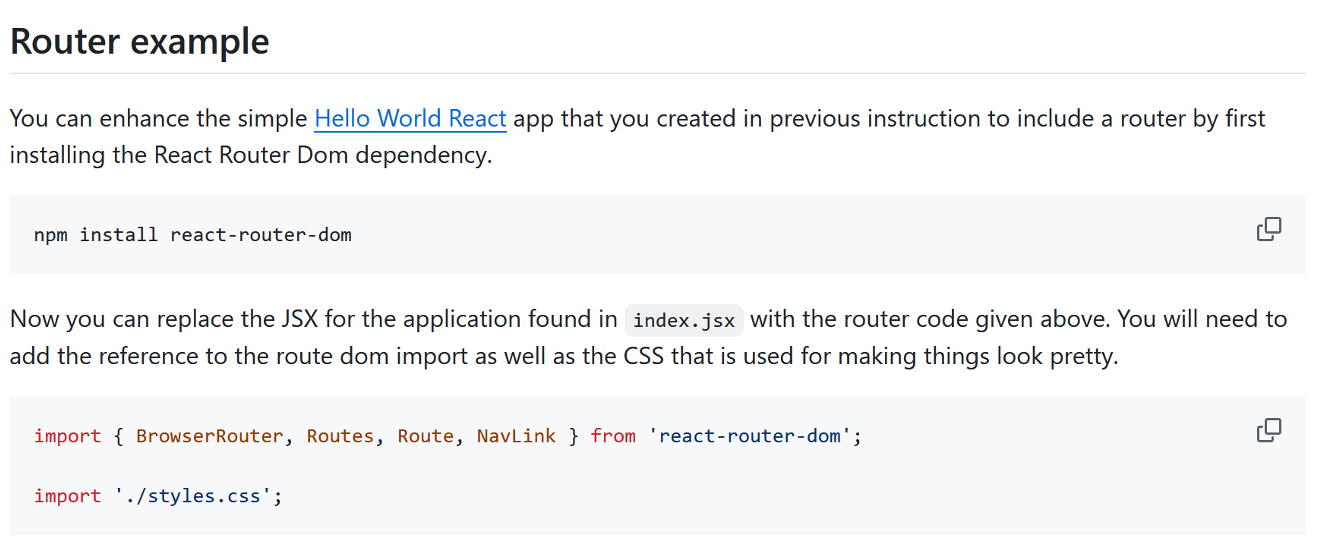 Router example
You can enhance the simple Hello World React app that you created in previous instruction to include a router by first
installing the React Router Dom dependency.
npm install react-router-dom
Now you can replace the JSX for the application found in index.jsx with the router code given above. You will need to
add the reference to the route dom import as well as the CSS that is used for making things look pretty.
import { BrowserRouter, Routes, Route, NavLink } from 'react-router-dom';
import './styles.css';